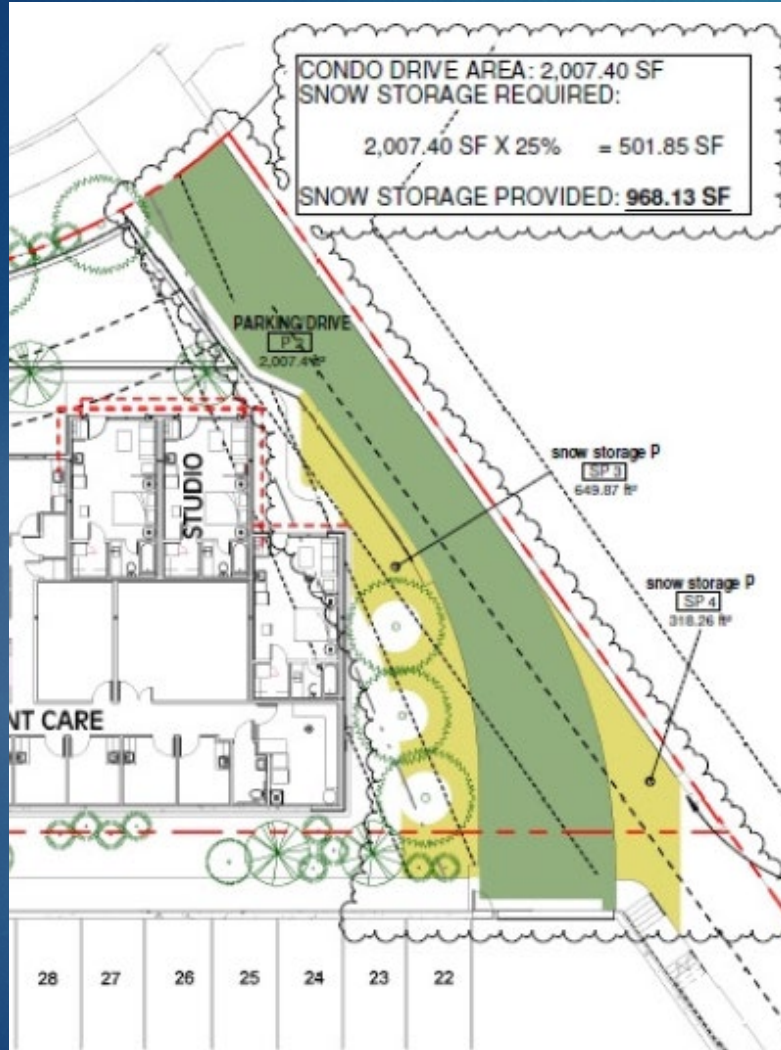 CONDO DRIVE AREA: 2,007.40 SF
SNOW STORAGE REQUIRED:
2,007.40 SF X 25% = 501.85 SF
SNOW STORAGE PROVIDED: 968.13 SF
PARKING DRIVE
P 2
2,007.4 ft²
snow storage P
SP 3
649.87 ft²
STUDIO
snow storage P
SP 4
318.26 ft²
NT CARE
28 27 26 25 24 23 22